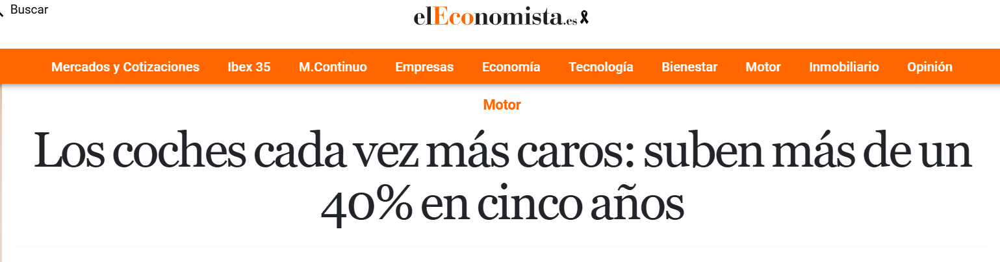 Buscar
elEconomista.es
Mercados y Cotizaciones Ibex 35 M.Continuo Empresas Economía Tecnología Bienestar Motor Inmobiliario Opinión
Motor
Los coches cada vez más caros: suben más de un
40% en cinco años